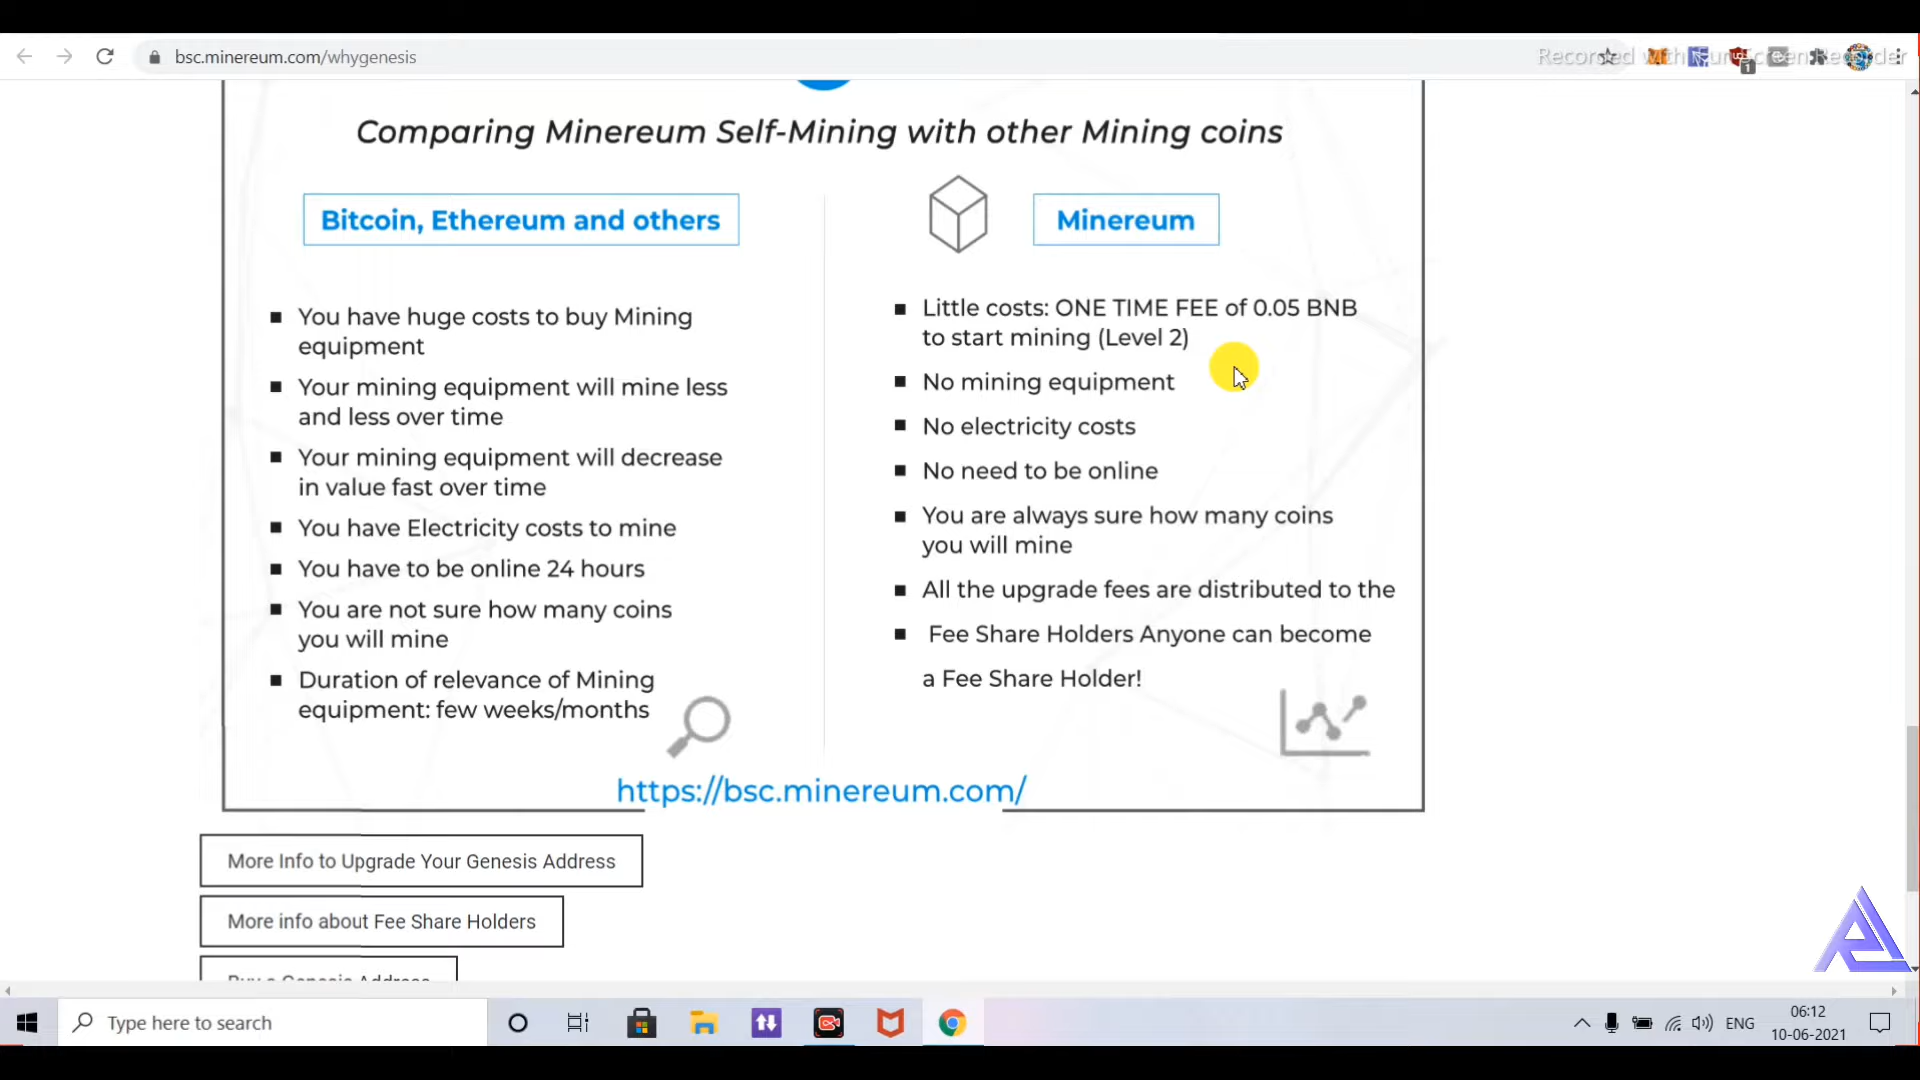 bsc.minereum.com/whygenesis
Recorded with
Screen Recorder
1
Comparing Minereum Self-Mining with other Mining coins
Bitcoin, Ethereum and others
Minereum
You have huge costs to buy Mining
equipment
Your mining equipment will mine less
and less over time
Your mining equipment will decrease
in value fast over time
You have Electricity costs to mine
You have to be online 24 hours
You are not sure how many coins
you will mine
Duration of relevance of Mining
equipment: few weeks/months
Little costs: ONE TIME FEE of 0.05 BNB
to start mining (Level 2)
No mining equipment
No electricity costs
No need to be online
You are always sure how many coins
you will mine
All the upgrade fees are distributed to the
Fee Share Holders Anyone can become
a Fee Share Holder!
https://bsc.minereum.com/
More Info to Upgrade Your Genesis Address
More info about Fee Share Holders
Buy a Genesis Address
Type here to search
ENG
06:12
10-06-2021